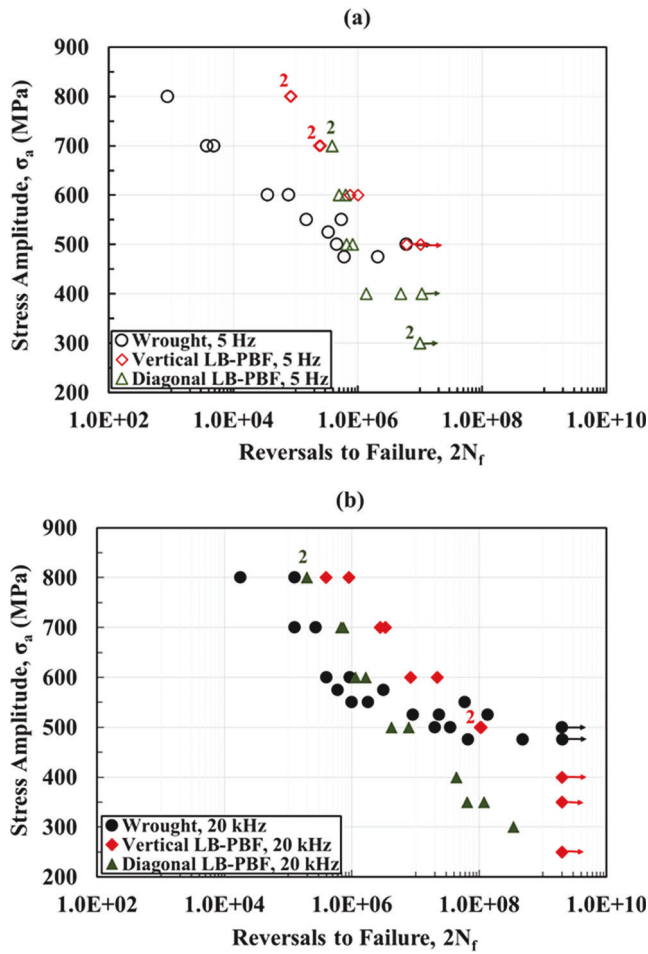 (a)
900
800
700
600
500
400
300
200
Stress Amplitude, σa (MPa)
2
2
2
2
Wrought, 5 Hz
Vertical LB-PBF, 5 Hz
Diagonal LB-PBF, 5 Hz
1.0E+02
1.0E+04
1.0E+06
1.0E+08
1.0E+10
Reversals to Failure, 2Nf
(b)
900
800
700
600
500
400
300
200
Stress Amplitude, σa (MPa)
2
2
Wrought, 20 kHz
Vertical LB-PBF, 20 kHz
Diagonal LB-PBF, 20 kHz
1.0E+02
1.0E+04
1.0E+06
1.0E+08
1.0E+10
Reversals to Failure, 2Nf